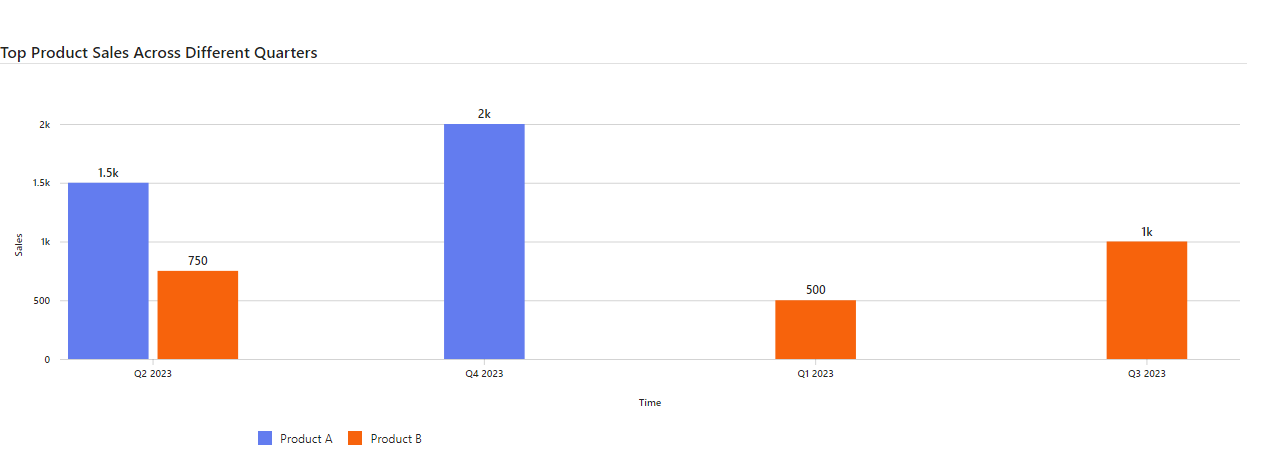 Top Product Sales Across Different Quarters
2k
2k
1.5k
1.5k
Sales
1k
1k
750
500
500
0
Q2 2023
Q4 2023
Q1 2023
Q3 2023
Time
Product A
Product B